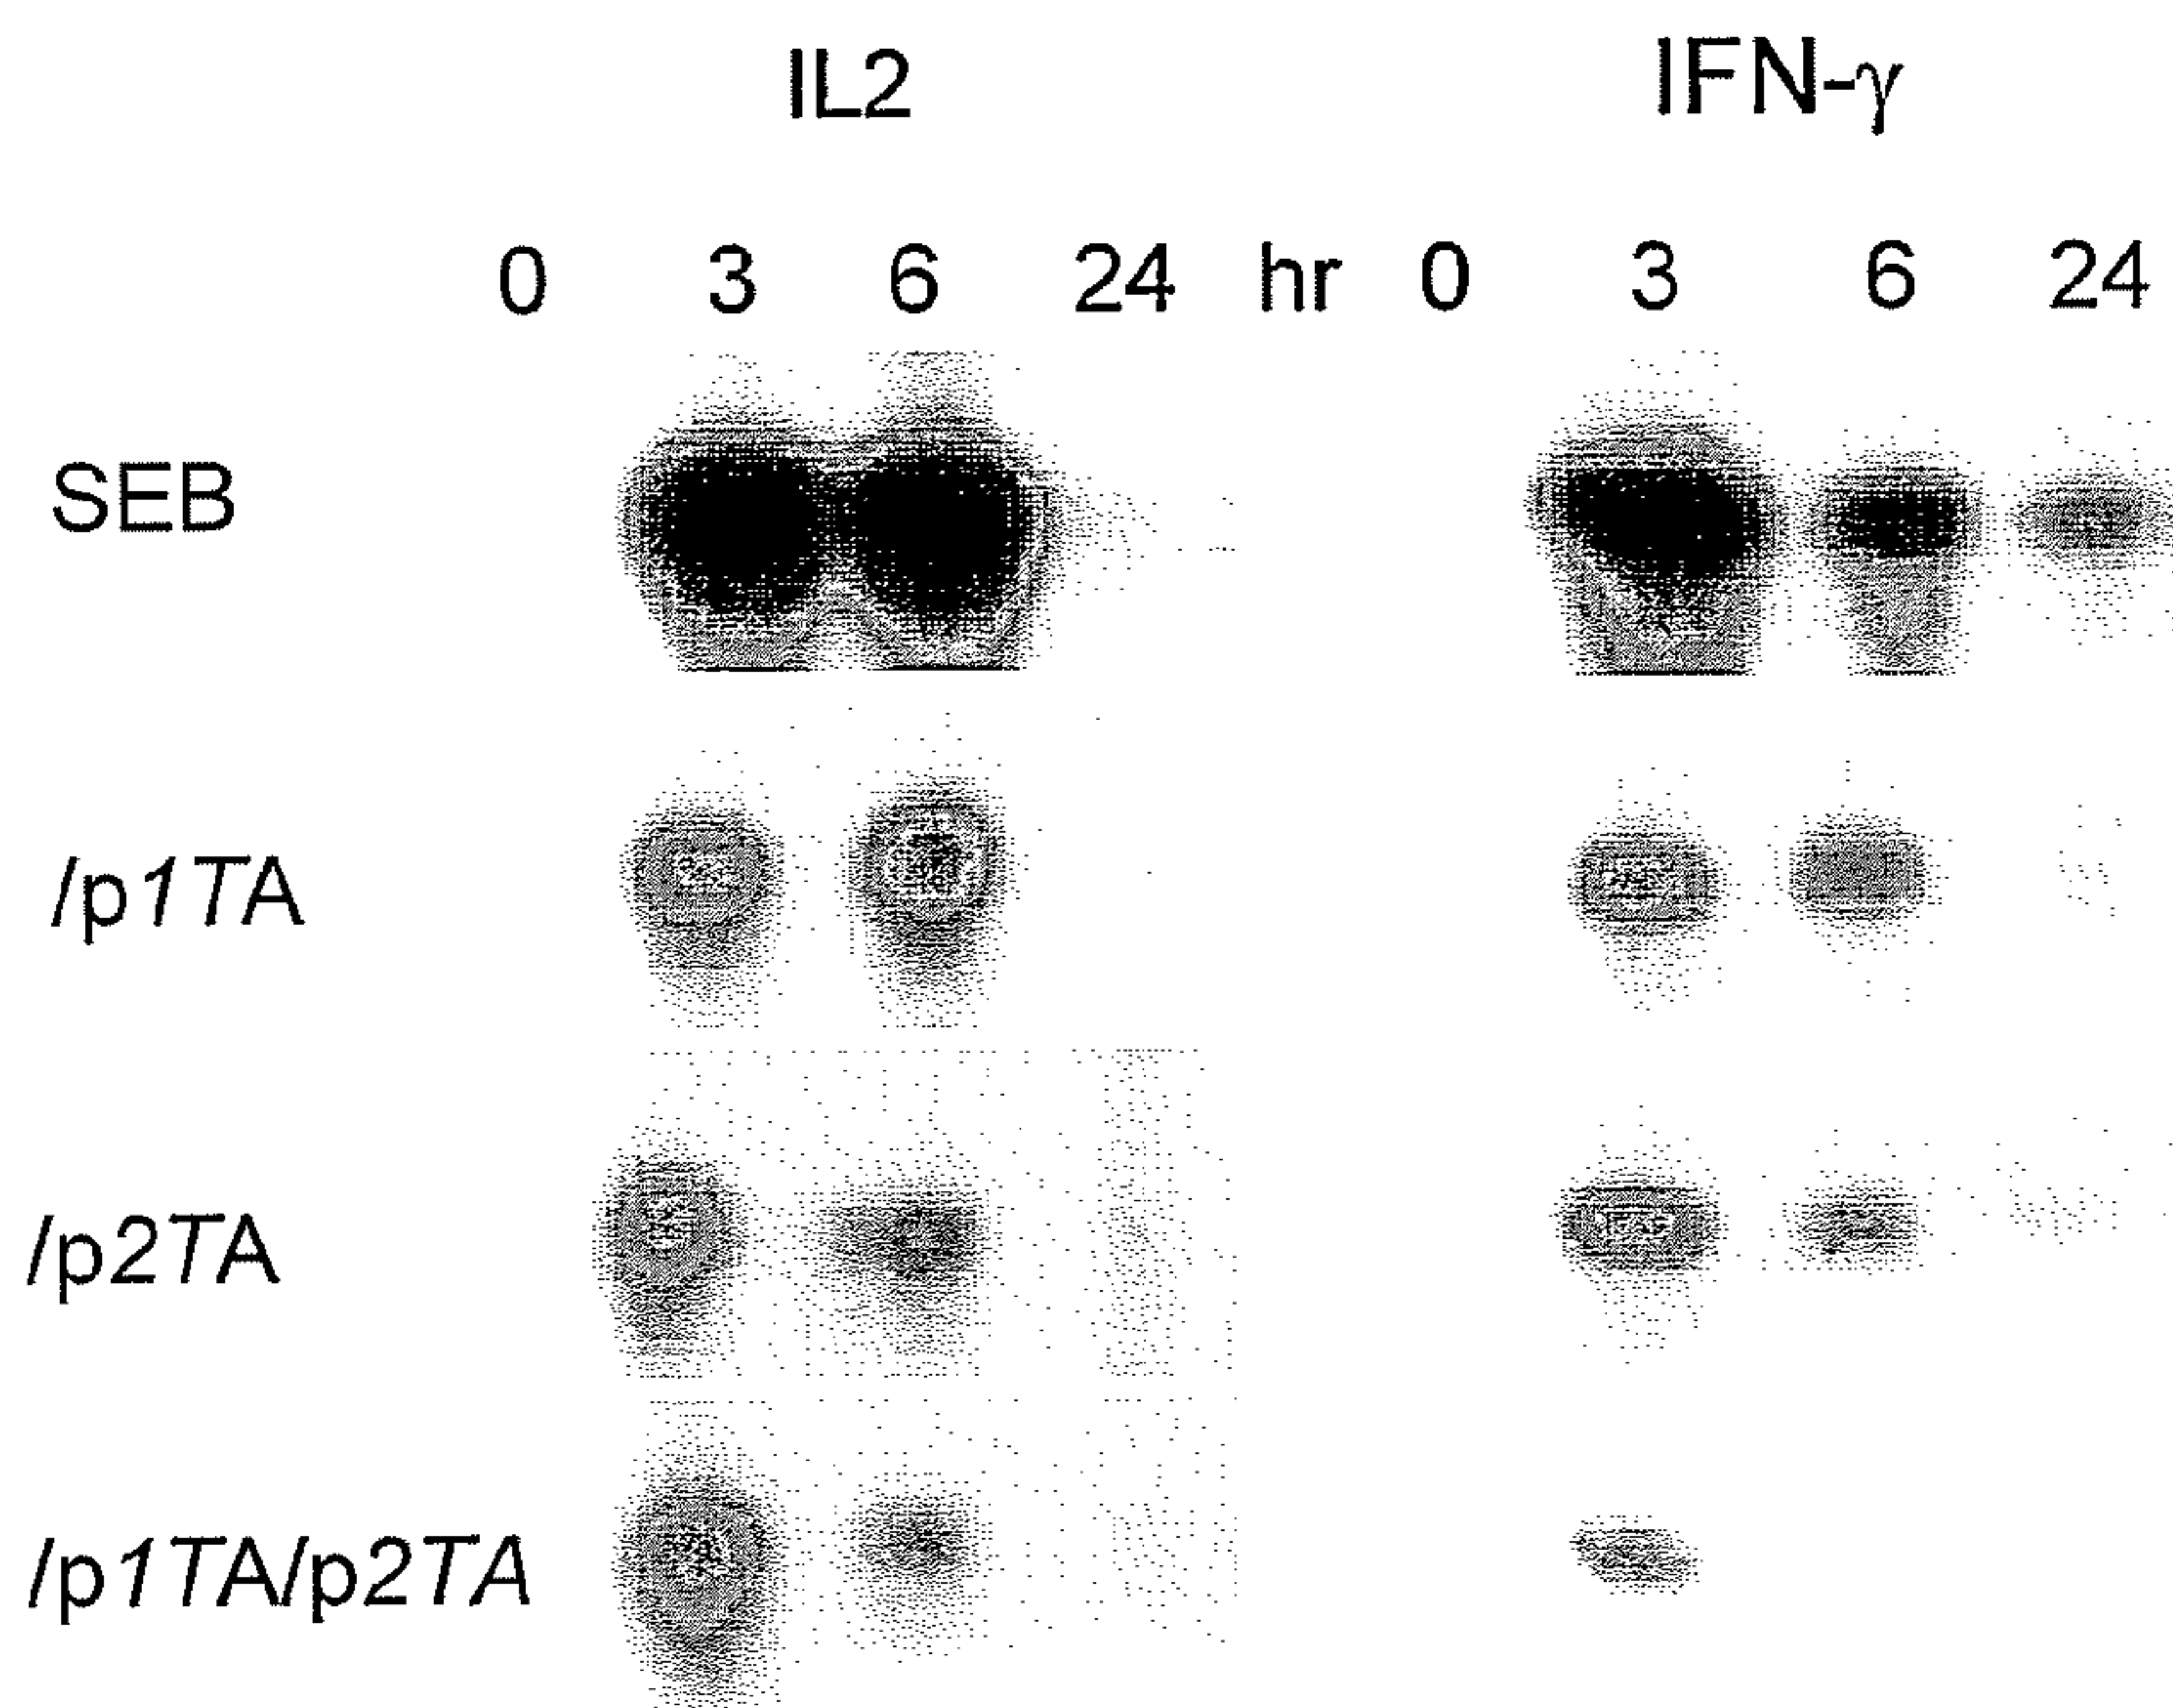 IL2 IFN-γ
0 3 6 24 hr 0 3 6 24
SEB
/p1TA
/p2TA
/p1TA/p2TA